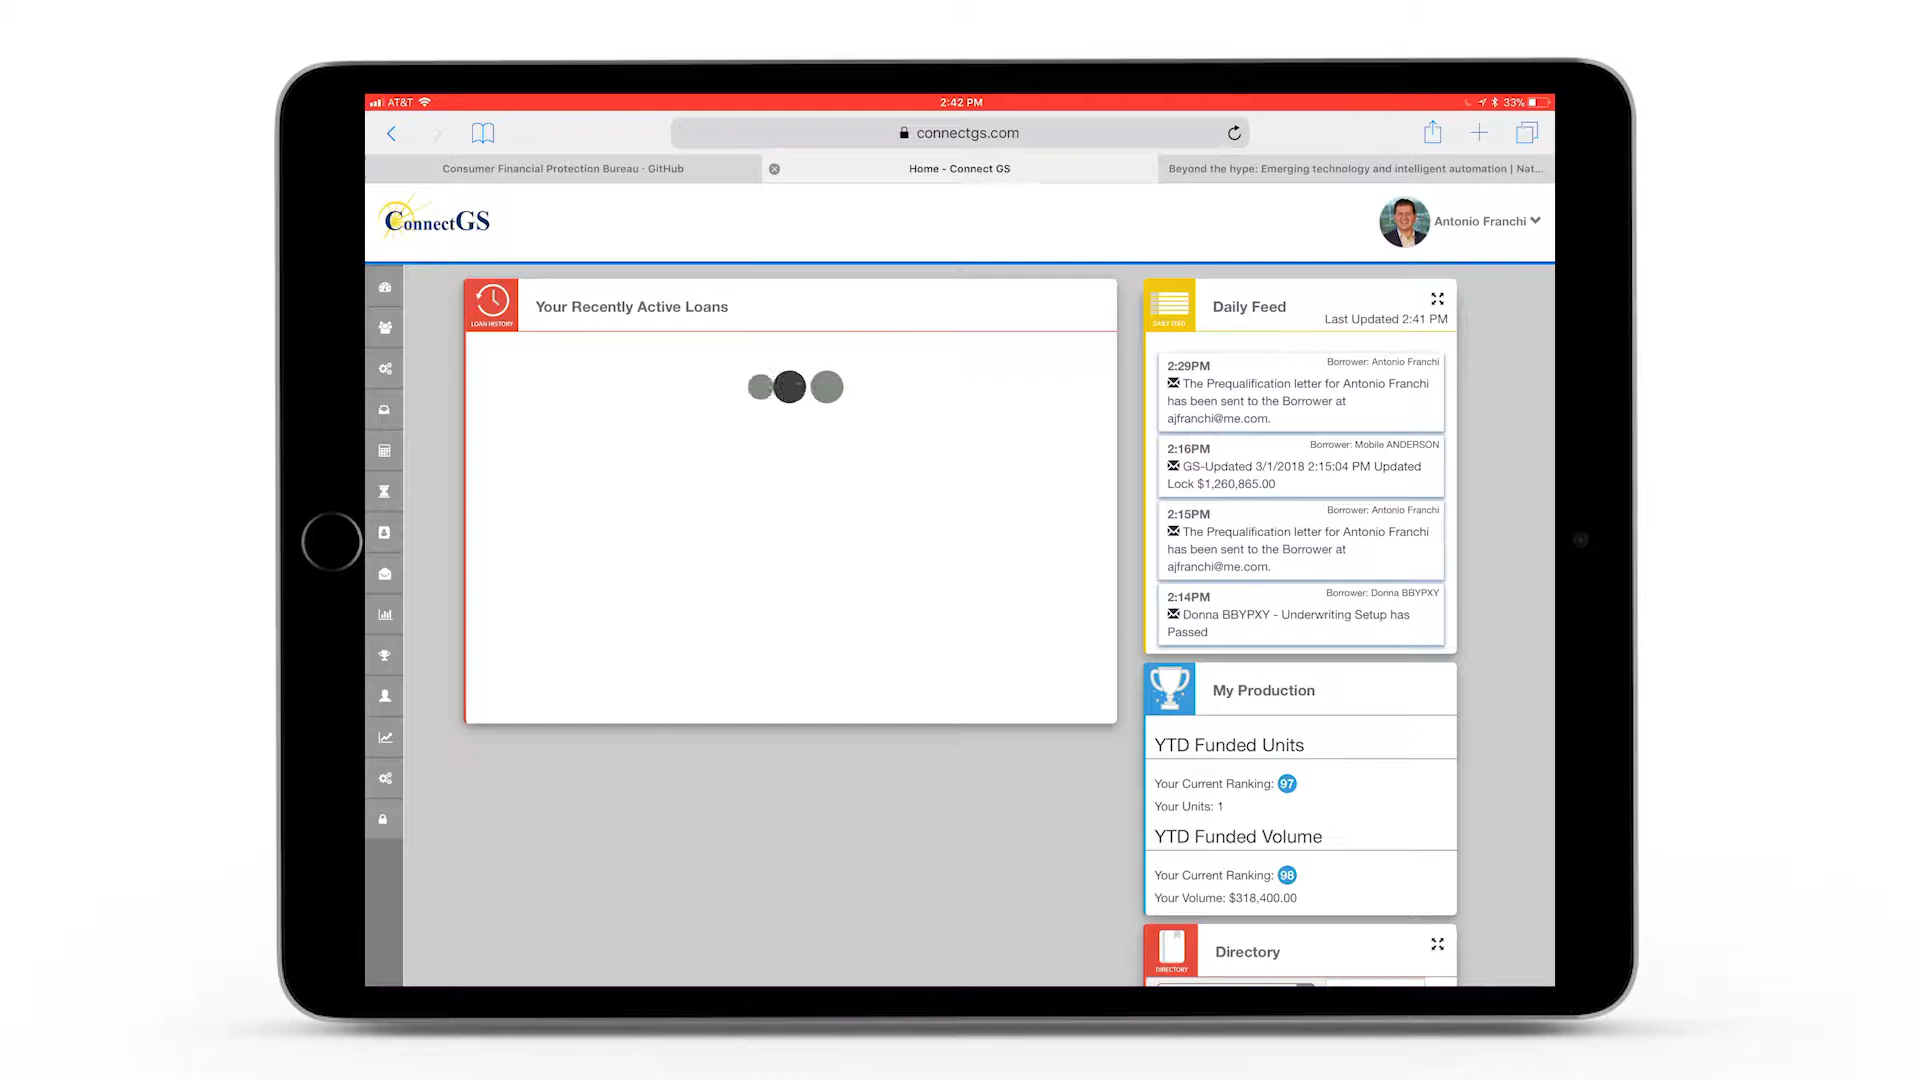 AT&T
2:42 PM
33%
connectgs.com
Consumer Financial Protection Bureau · GitHub
Home - Connect GS
Beyond the hype: Emerging technology and intelligent automation | Nat...
ConnectGS
Antonio Franchi
LOAN HISTORY
Your Recently Active Loans
DAILY FEED
Daily Feed
Last Updated 2:41 PM
2:29PM
Borrower: Antonio Franchi
The Prequalification letter for Antonio Franchi
has been sent to the Borrower at
ajfranchi@me.com.
2:16PM
Borrower: Mobile ANDERSON
GS-Updated 3/1/2018 2:15:04 PM Updated
Lock $1,260,865.00
2:15PM
Borrower: Antonio Franchi
The Prequalification letter for Antonio Franchi
has been sent to the Borrower at
ajfranchi@me.com.
2:14PM
Borrower: Donna BBYPXY
Donna BBYPXY - Underwriting Setup has
Passed
My Production
YTD Funded Units
Your Current Ranking: 97
Your Units: 1
YTD Funded Volume
Your Current Ranking: 98
Your Volume: $318,400.00
DIRECTORY
Directory